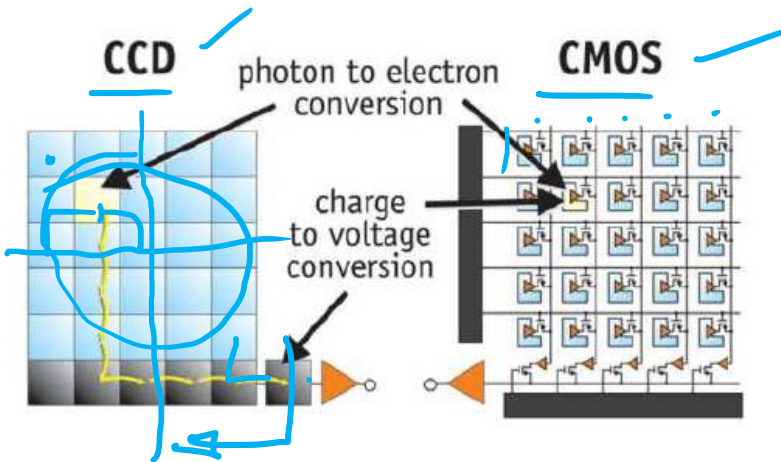 CCD
CMOS
photon to electron
conversion
charge
to voltage
conversion